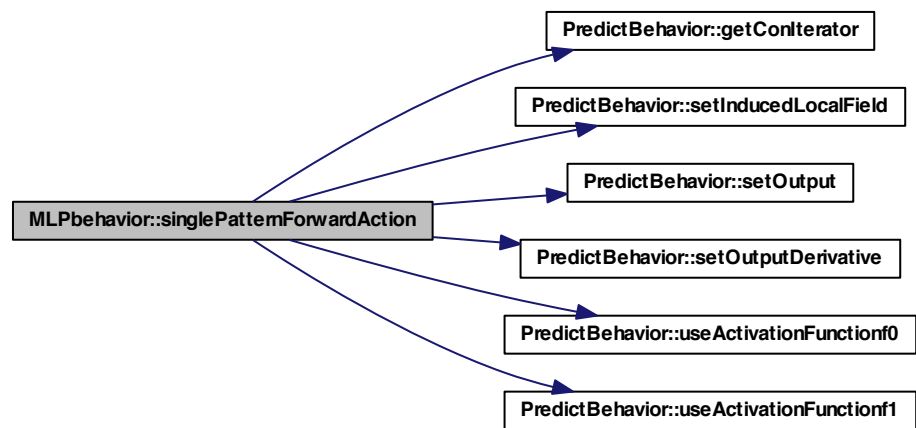 PredictBehavior::getConIterator
PredictBehavior::setInducedLocalField
PredictBehavior::setOutput
MLPbehavior::singlePatternForwardAction
PredictBehavior::setOutputDerivative
PredictBehavior::useActivationFunctionf0
PredictBehavior::useActivationFunctionf1